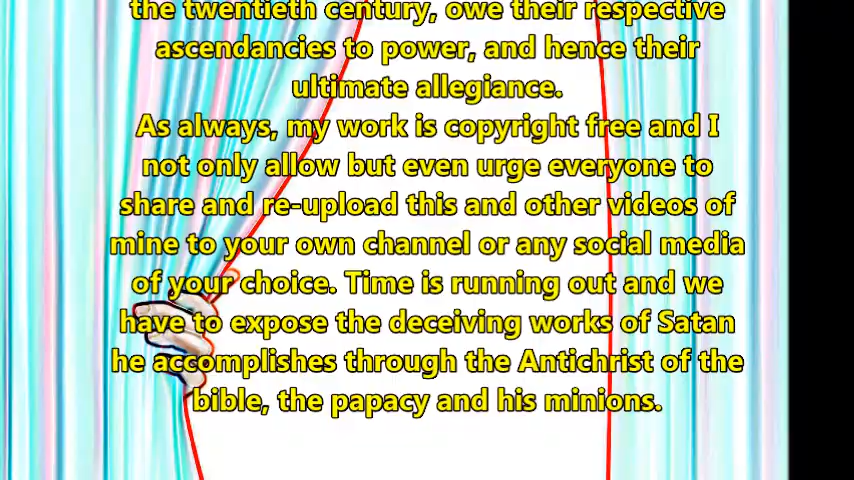 the twentieth century, owe their respective
ascendancies to power, and hence their
ultimate allegiance.
As always, my work is copyright free and I
not only allow but even urge everyone to
share and re-upload this and other videos of
mine to your own channel or any social media
of your choice. Time is running out and we
have to expose the deceiving works of Satan
he accomplishes through the Antichrist of the
bible, the papacy and his minions.